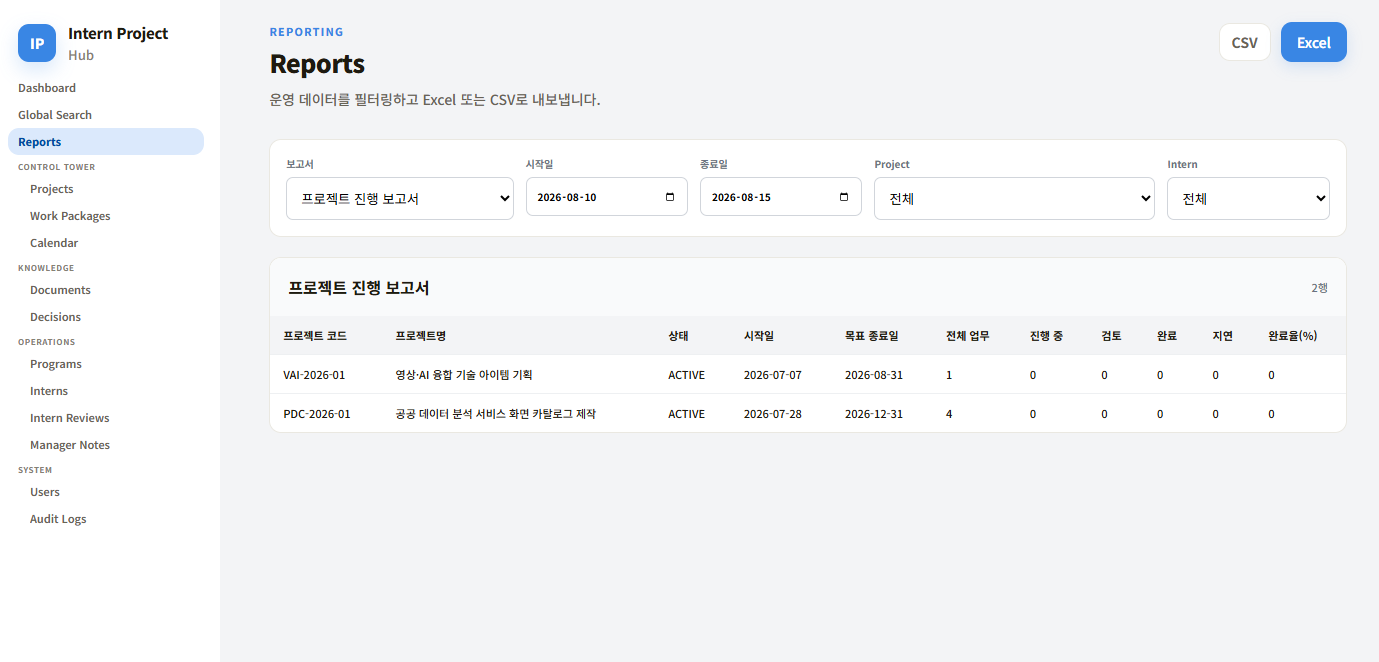 IP
Intern Project
Hub
Dashboard
Global Search
Reports
CONTROL TOWER
Projects
Work Packages
Calendar
KNOWLEDGE
Documents
Decisions
OPERATIONS
Programs
Interns
Intern Reviews
Manager Notes
SYSTEM
Users
Audit Logs
REPORTING
Reports
운영 데이터를 필터링하고 Excel 또는 CSV로 내보냅니다.
CSV Excel
보고서 시작일 종료일 Project Intern
프로젝트 진행 보고서 2026-08-10 2026-08-15 전체 전체
프로젝트 진행 보고서 2행
프로젝트 코드 프로젝트명 상태 시작일 목표 종료일 전체 업무 진행 중 검토 완료 지연 완료율(%)
VAI-2026-01 영상·AI 융합 기술 아이템 기획 ACTIVE 2026-07-07 2026-08-31 1 0 0 0 0 0
PDC-2026-01 공공 데이터 분석 서비스 화면 카탈로그 제작 ACTIVE 2026-07-28 2026-12-31 4 0 0 0 0 0